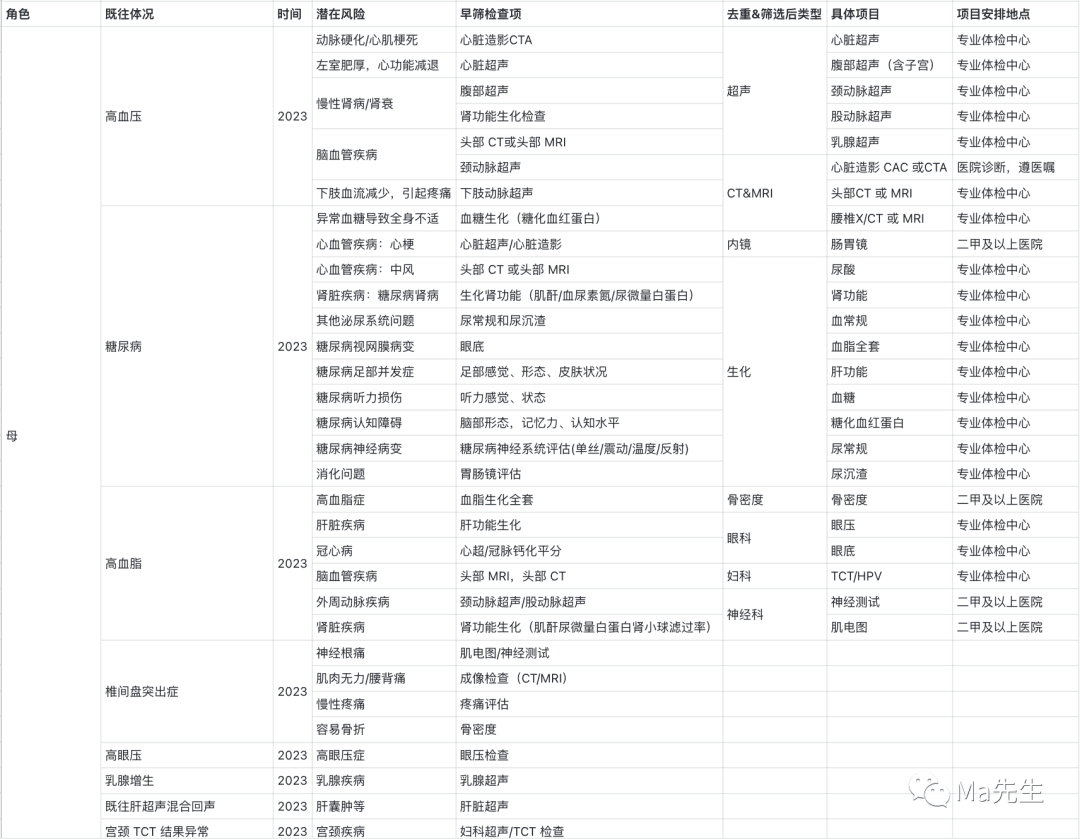 角色 既往体况 时间 潜在风险 早筛检查项 去重&筛选后类型 具体项目 项目安排地点
动脉硬化/心肌梗死 心脏造影CTA 心脏超声 专业体检中心
左室肥厚，心功能减退 心脏超声 腹部超声（含子宫） 专业体检中心
慢性肾病/肾衰 腹部超声 超声 颈动脉超声 专业体检中心
高血压 2023 肾功能生化检查 股动脉超声 专业体检中心
脑血管疾病 头部 CT或头部 MRI 乳腺超声 专业体检中心
颈动脉超声 心脏造影 CAC 或CTA 医院诊断，遵医嘱
下肢血流减少，引起疼痛 下肢动脉超声 CT&MRI 头部CT 或 MRI 专业体检中心
异常血糖导致全身不适 血糖生化（糖化血红蛋白） 腰椎X/CT 或 MRI 专业体检中心
心血管疾病：心梗 心脏超声/心脏造影 内镜 肠胃镜 二甲及以上医院
心血管疾病：中风 头部 CT 或头部 MRI 尿酸 专业体检中心
肾脏疾病：糖尿病肾病 生化肾功能（肌酐/血尿素氮/尿微量白蛋白） 肾功能 专业体检中心
其他泌尿系统问题 尿常规和尿沉渣 血常规 专业体检中心
糖尿病 2023 糖尿病视网膜病变 眼底 血脂全套 专业体检中心
糖尿病足部并发症 足部感觉、形态、皮肤状况 生化 肝功能 专业体检中心
糖尿病听力损伤 听力感觉、状态 血糖 专业体检中心
糖尿病认知障碍 脑部形态，记忆力、认知水平 糖化血红蛋白 专业体检中心
母 糖尿病神经病变 糖尿病神经系统评估(单丝/震动/温度/反射) 尿常规 专业体检中心
消化问题 胃肠镜评估 尿沉渣 专业体检中心
高血脂症 血脂生化全套 骨密度 骨密度 二甲及以上医院
肝脏疾病 肝功能生化 眼科 眼压 专业体检中心
高血脂 2023 冠心病 心超/冠脉钙化平分 眼底 专业体检中心
脑血管疾病 头部 MRI，头部 CT 妇科 TCT/HPV 专业体检中心
外周动脉疾病 颈动脉超声/股动脉超声 神经科 神经测试 二甲及以上医院
肾脏疾病 肾功能生化（肌酐尿微量白蛋白肾小球滤过率） 肌电图 二甲及以上医院
神经根痛 肌电图/神经测试
肌肉无力/腰背痛 成像检查（CT/MRI）
椎间盘突出症 2023 慢性疼痛 疼痛评估
容易骨折 骨密度
高眼压 2023 高眼压症 眼压检查
乳腺增生 2023 乳腺疾病 乳腺超声
既往肝超声混合回声 2023 肝囊肿等 肝脏超声
宫颈 TCT 结果异常 2023 宫颈疾病 妇科超声/TCT 检查
Ma先生